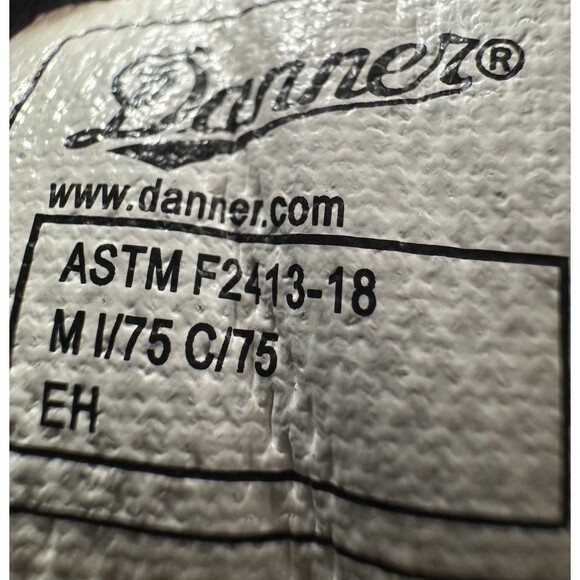 Danner®
www.danner.com
ASTM F2413-18
M I/75 C/75
EH